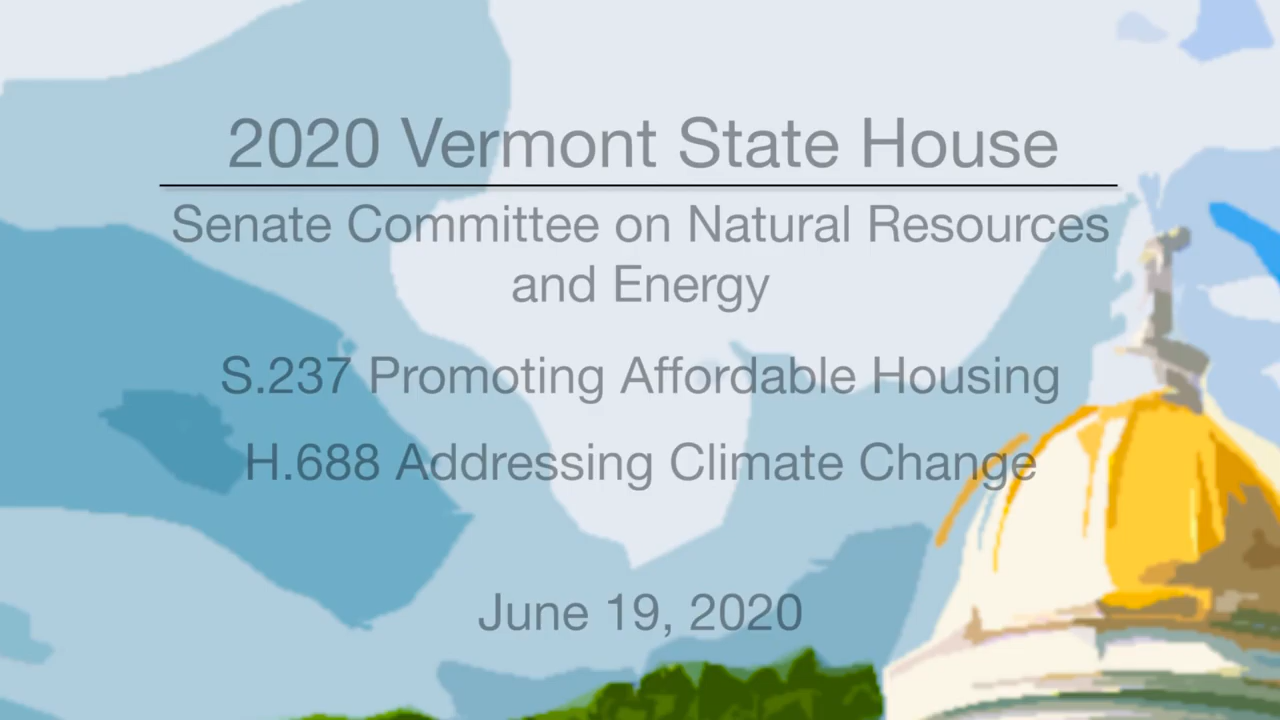 2020 Vermont State House
Senate Committee on Natural Resources
and Energy
S.237 Promoting Affordable Housing
H.688 Addressing Climate Change
June 19, 2020